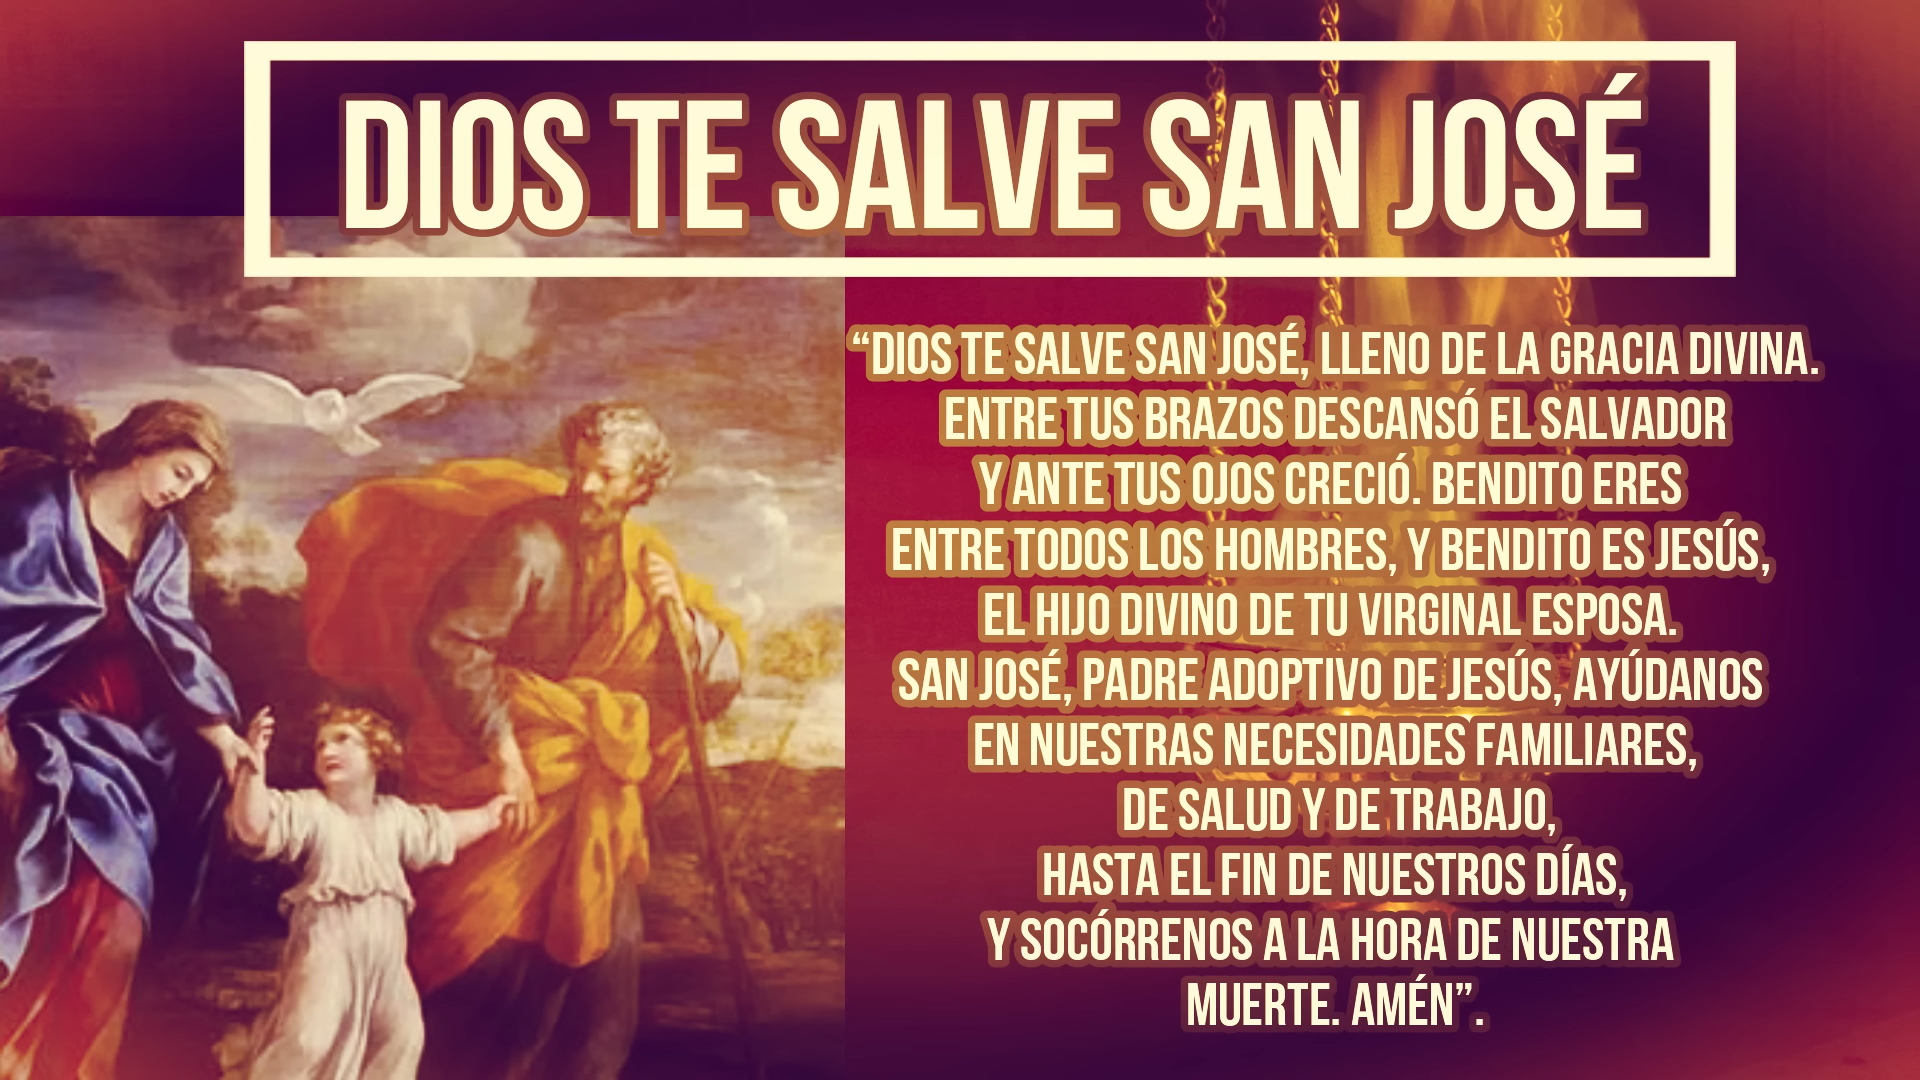 DIOS TE SALVE SAN JOSÉ
“DIOS TE SALVE SAN JOSÉ, LLENO DE LA GRACIA DIVINA.
ENTRE TUS BRAZOS DESCANSÓ EL SALVADOR
Y ANTE TUS OJOS CRECIÓ. BENDITO ERES
ENTRE TODOS LOS HOMBRES, Y BENDITO ES JESÚS,
EL HIJO DIVINO DE TU VIRGINAL ESPOSA.
SAN JOSÉ, PADRE ADOPTIVO DE JESÚS, AYÚDANOS
EN NUESTRAS NECESIDADES FAMILIARES,
DE SALUD Y DE TRABAJO,
HASTA EL FIN DE NUESTROS DÍAS,
Y SOCÓRRENOS A LA HORA DE NUESTRA
MUERTE. AMÉN”.